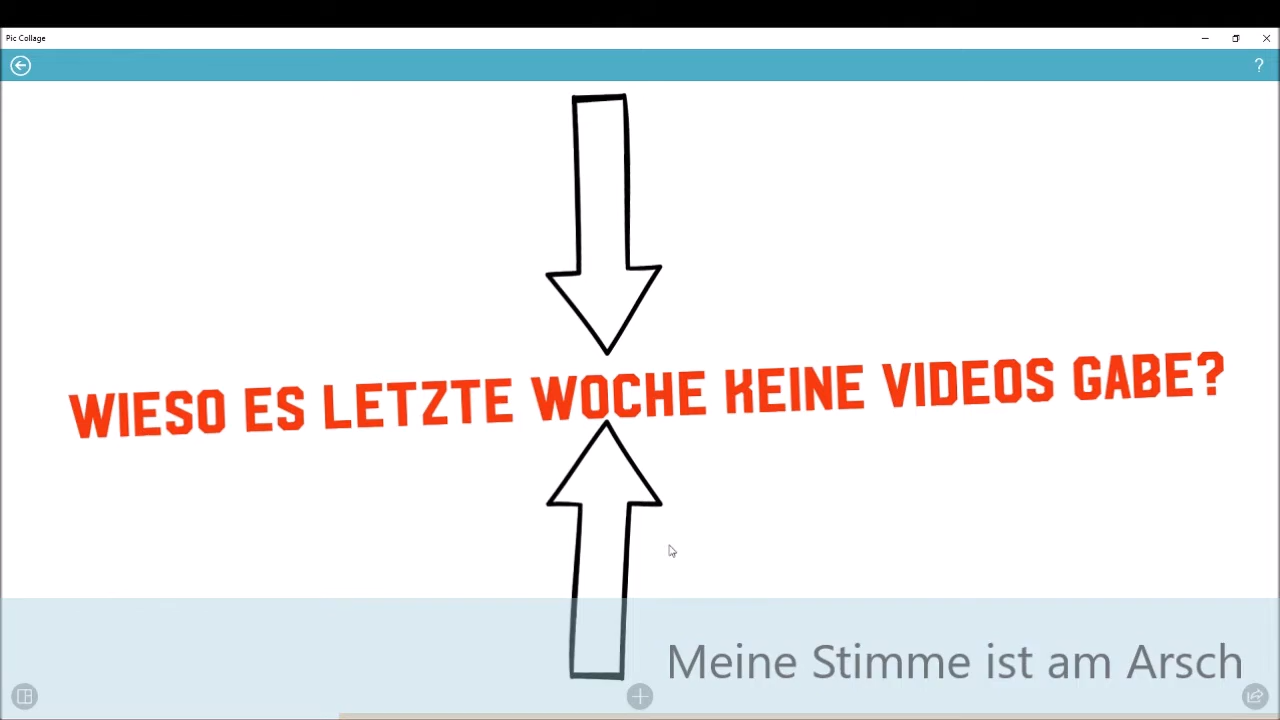 Pic Collage
?
WIESO ES LETZTE WOCHE KEINE VIDEOS GABE?
Meine Stimme ist am Arsch